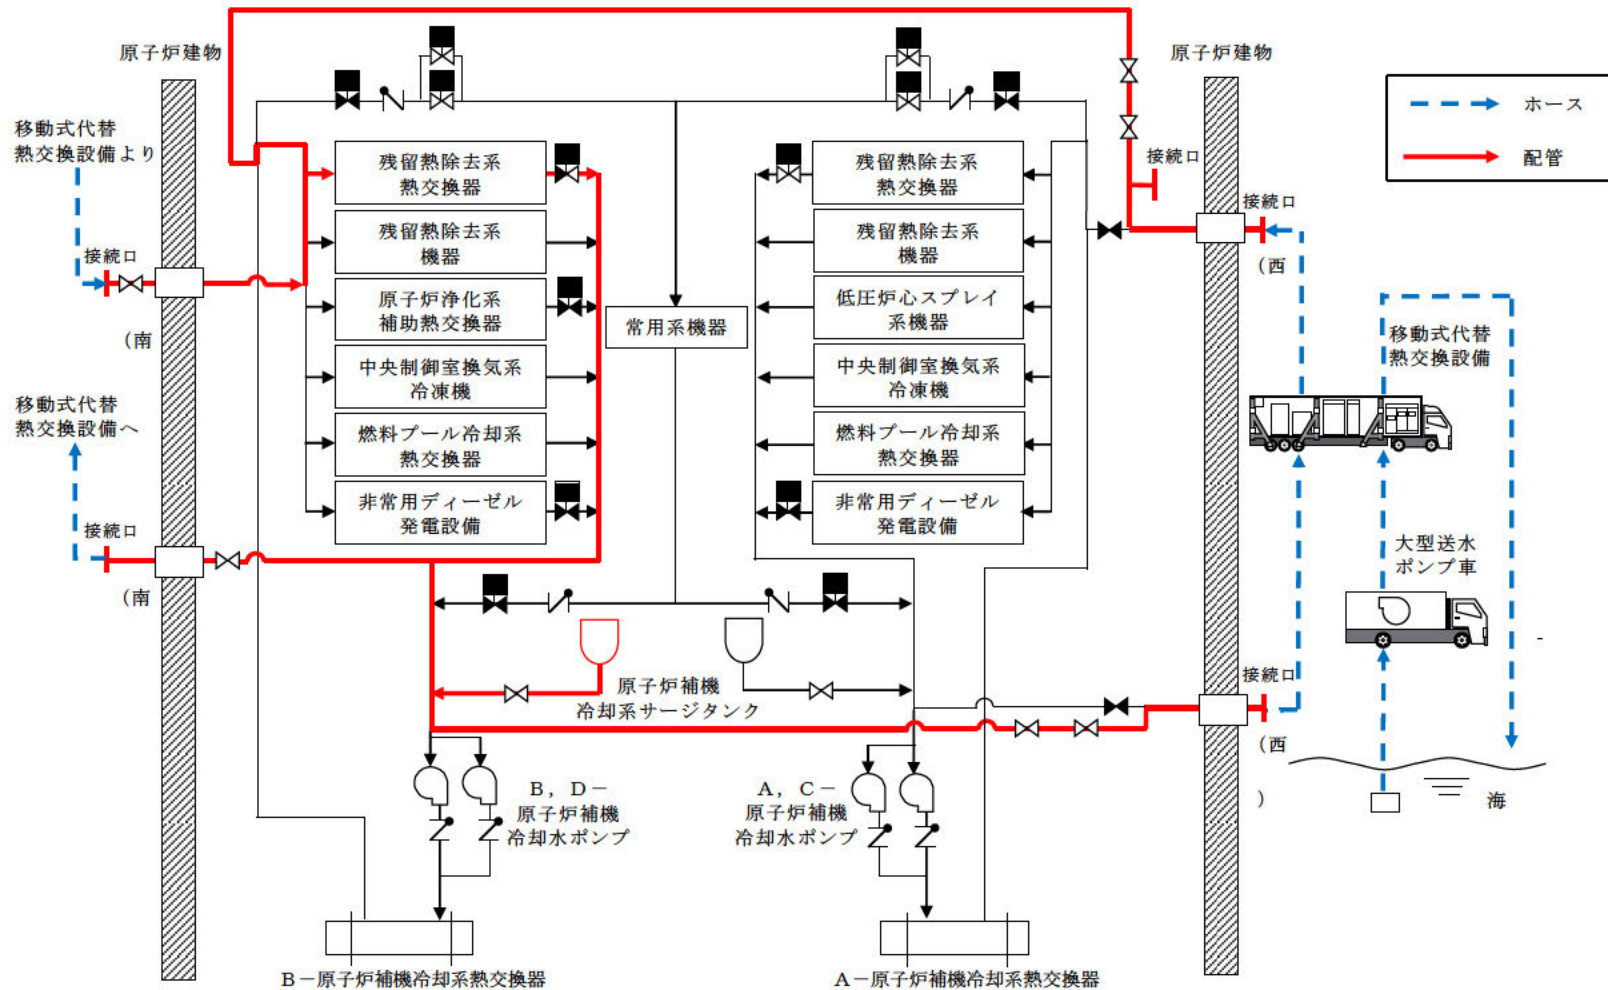 原子炉建物
原子炉建物
ホース
配管
移動式代替
熱交換設備より
接続口
(南
移動式代替
熱交換設備へ
接続口
(南
残留熱除去系
熱交換器
残留熱除去系
機器
原子炉浄化系
補助熱交換器
中央制御室換気系
冷凍機
燃料プール冷却系
熱交換器
非常用ディーゼル
発電設備
常用系機器
残留熱除去系
熱交換器
残留熱除去系
機器
低圧炉心スプレイ
系機器
中央制御室換気系
冷凍機
燃料プール冷却系
熱交換器
非常用ディーゼル
発電設備
接続口
接続口
(西
移動式代替
熱交換設備
大型送水
ポンプ車
接続口
(西
)
海
原子炉補機
冷却系サージタンク
B,D-
原子炉補機
冷却水ポンプ
A,C-
原子炉補機
冷却水ポンプ
B-原子炉補機冷却系熱交換器
A-原子炉補機冷却系熱交換器